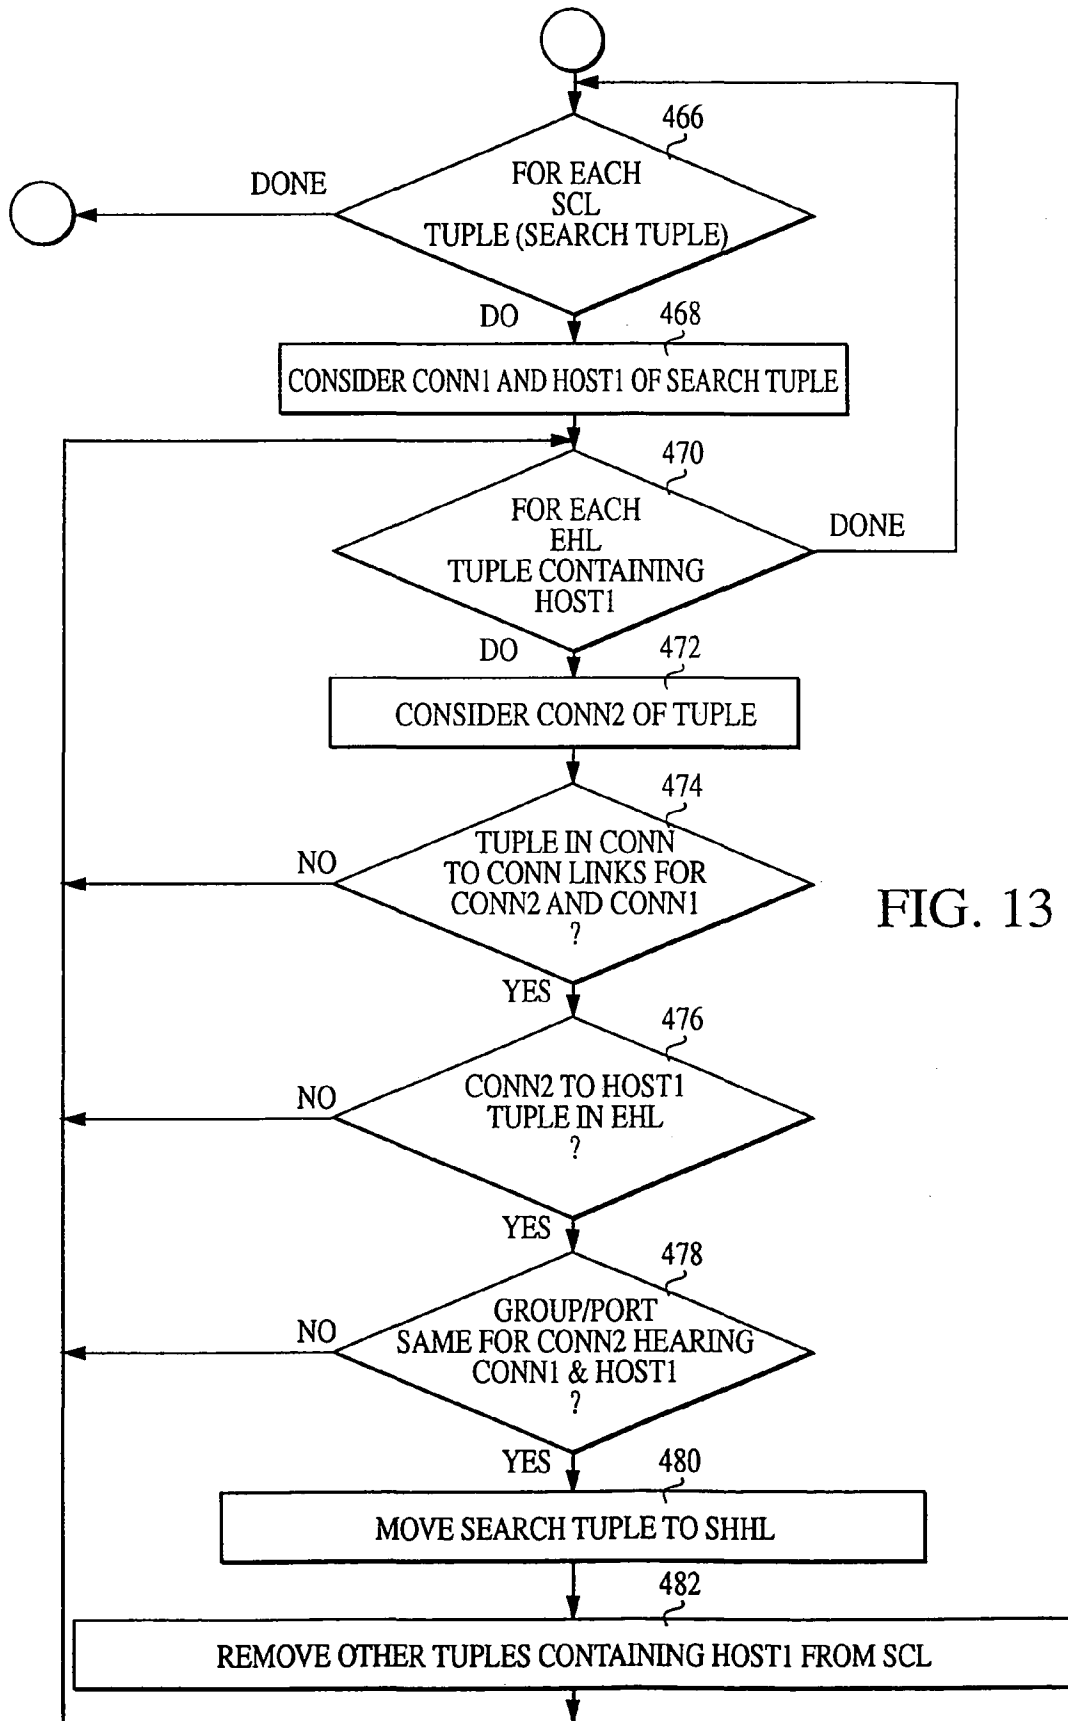 466
FOR EACH
SCL
TUPLE (SEARCH TUPLE)
DONE
DO
468
CONSIDER CONN1 AND HOST1 OF SEARCH TUPLE
470
FOR EACH
EHL
TUPLE CONTAINING
HOST1
DONE
DO
472
CONSIDER CONN2 OF TUPLE
474
TUPLE IN CONN
TO CONN LINKS FOR
CONN2 AND CONN1
?
NO
FIG. 13
YES
476
CONN2 TO HOST1
TUPLE IN EHL
?
NO
YES
478
GROUP/PORT
SAME FOR CONN2 HEARING
CONN1 & HOST1
?
NO
YES
480
MOVE SEARCH TUPLE TO SHHL
482
REMOVE OTHER TUPLES CONTAINING HOST1 FROM SCL